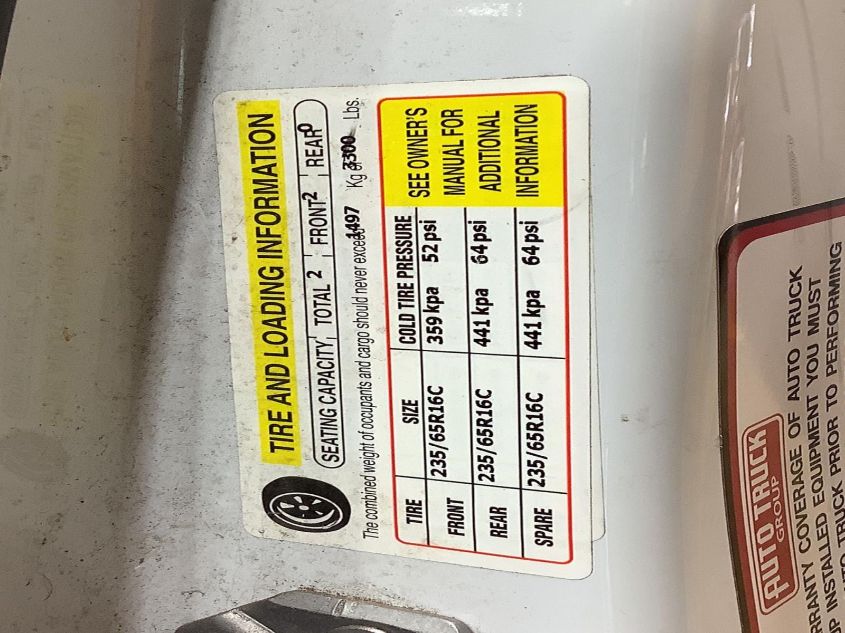 TIRE AND LOADING INFORMATION
SEATING CAPACITY TOTAL 2 FRONT 2 REAR 0
The combined weight of occupants and cargo should never exceed 1497 Kg or 3300 Lbs.
TIRE SIZE COLD TIRE PRESSURE SEE OWNER'S
FRONT 235/65R16C 359 kpa 52 psi MANUAL FOR
REAR 235/65R16C 441 kpa 64 psi ADDITIONAL
SPARE 235/65R16C 441 kpa 64 psi INFORMATION
AUTO TRUCK
GROUP
COVERAGE OF AUTO TRUCK
INSTALLED EQUIPMENT YOU MUST
TRUCK PRIOR TO PERFORMING